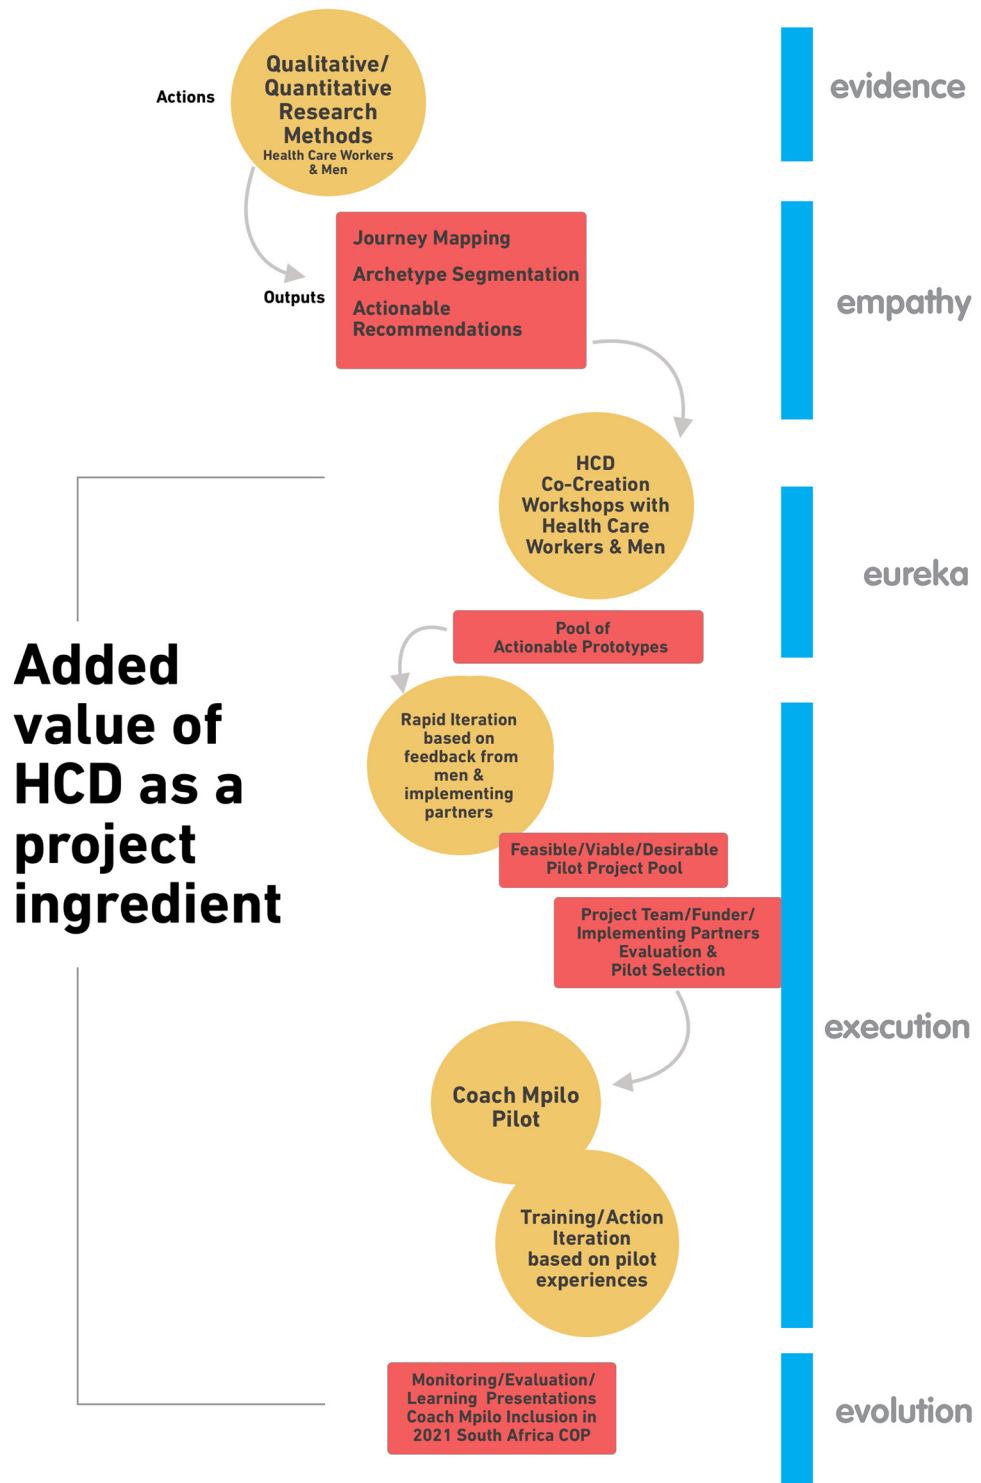 Actions
Qualitative/
Quantitative
Research
Methods
Health Care Workers
& Men
evidence
Outputs
Journey Mapping
Archetype Segmentation
Actionable
Recommendations
empathy
HCD
Co-Creation
Workshops with
Health Care
Workers & Men
eureka
Pool of
Actionable Prototypes
Added
value of
HCD as a
project
ingredient
Rapid Iteration
based on
feedback from
men &
implementing
partners
Feasible/Viable/Desirable
Pilot Project Pool
Project Team/Funder/
Implementing Partners
Evaluation &
Pilot Selection
execution
Coach Mpilo
Pilot
Training/Action
Iteration
based on pilot
experiences
Monitoring/Evaluation/
Learning Presentations
Coach Mpilo Inclusion in
2021 South Africa COP
evolution